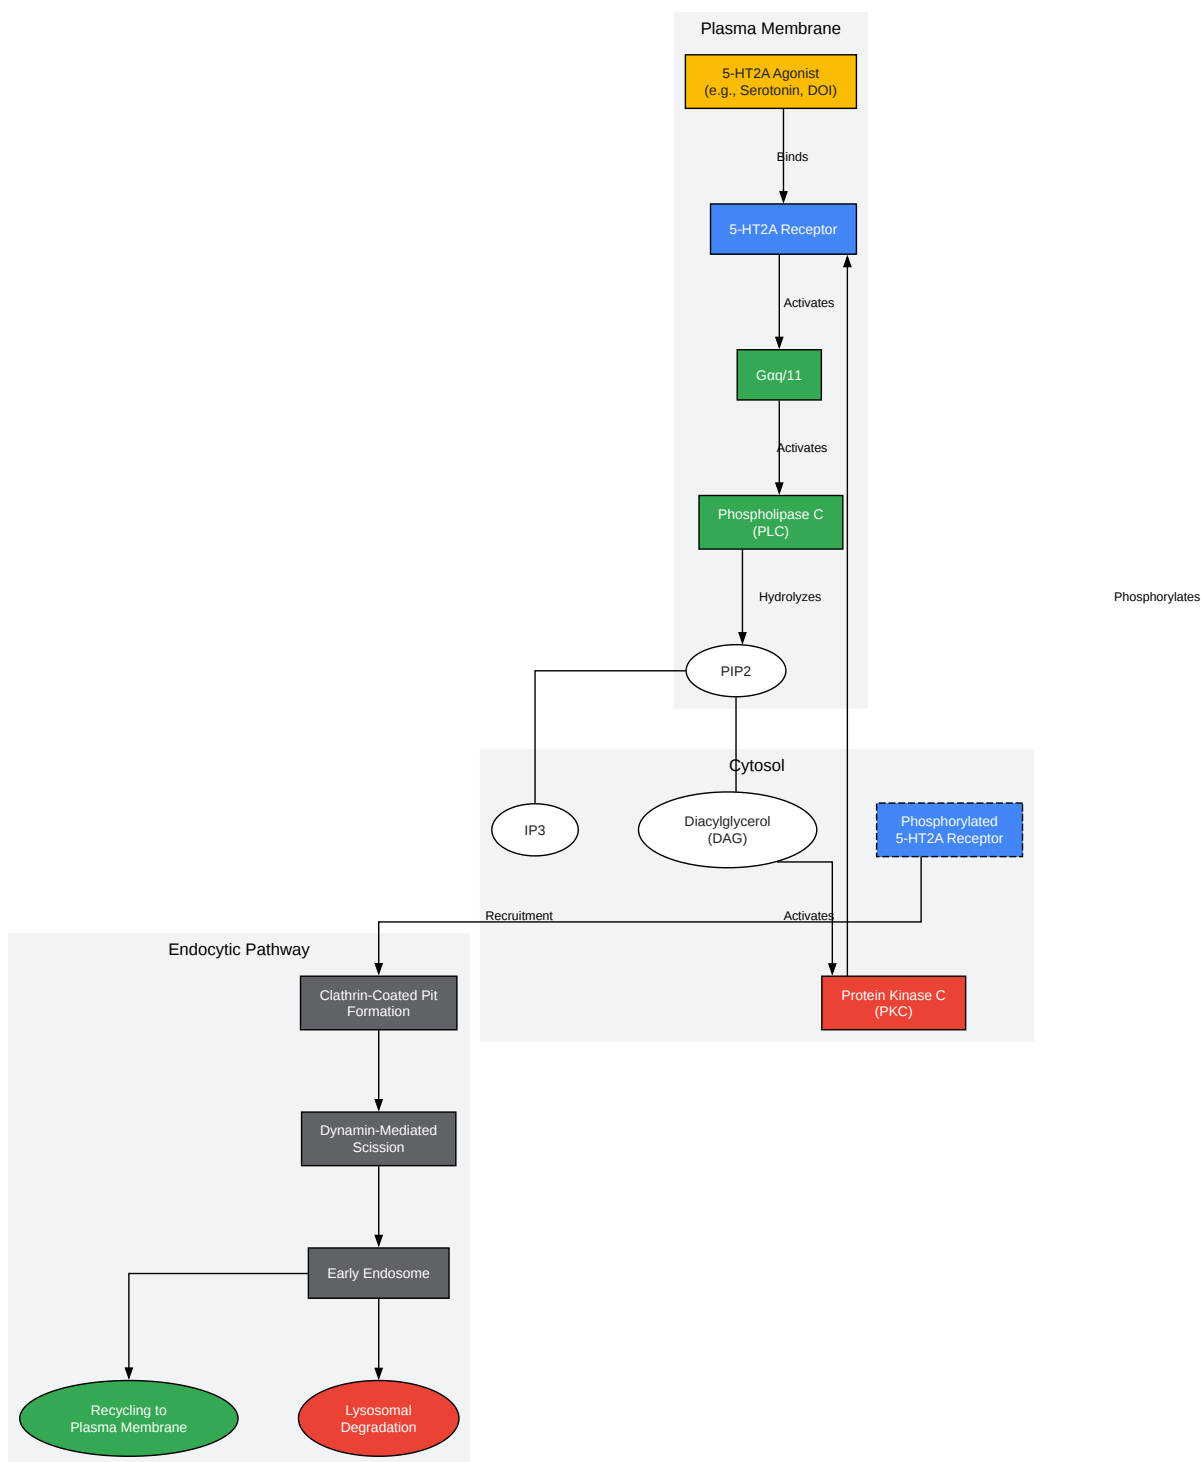 Plasma Membrane
5-HT2A Agonist
(e.g., Serotonin, DOI)
Binds
5-HT2A Receptor
Activates
Gαq/11
Activates
Phospholipase C
(PLC)
Hydrolyzes
Phosphorylates
PIP2
Cytosol
IP3
Diacylglycerol
(DAG)
Phosphorylated
5-HT2A Receptor
Recruitment
Activates
Endocytic Pathway
Clathrin-Coated Pit
Formation
Protein Kinase C
(PKC)
Dynamin-Mediated
Scission
Early Endosome
Recycling to
Plasma Membrane
Lysosomal
Degradation